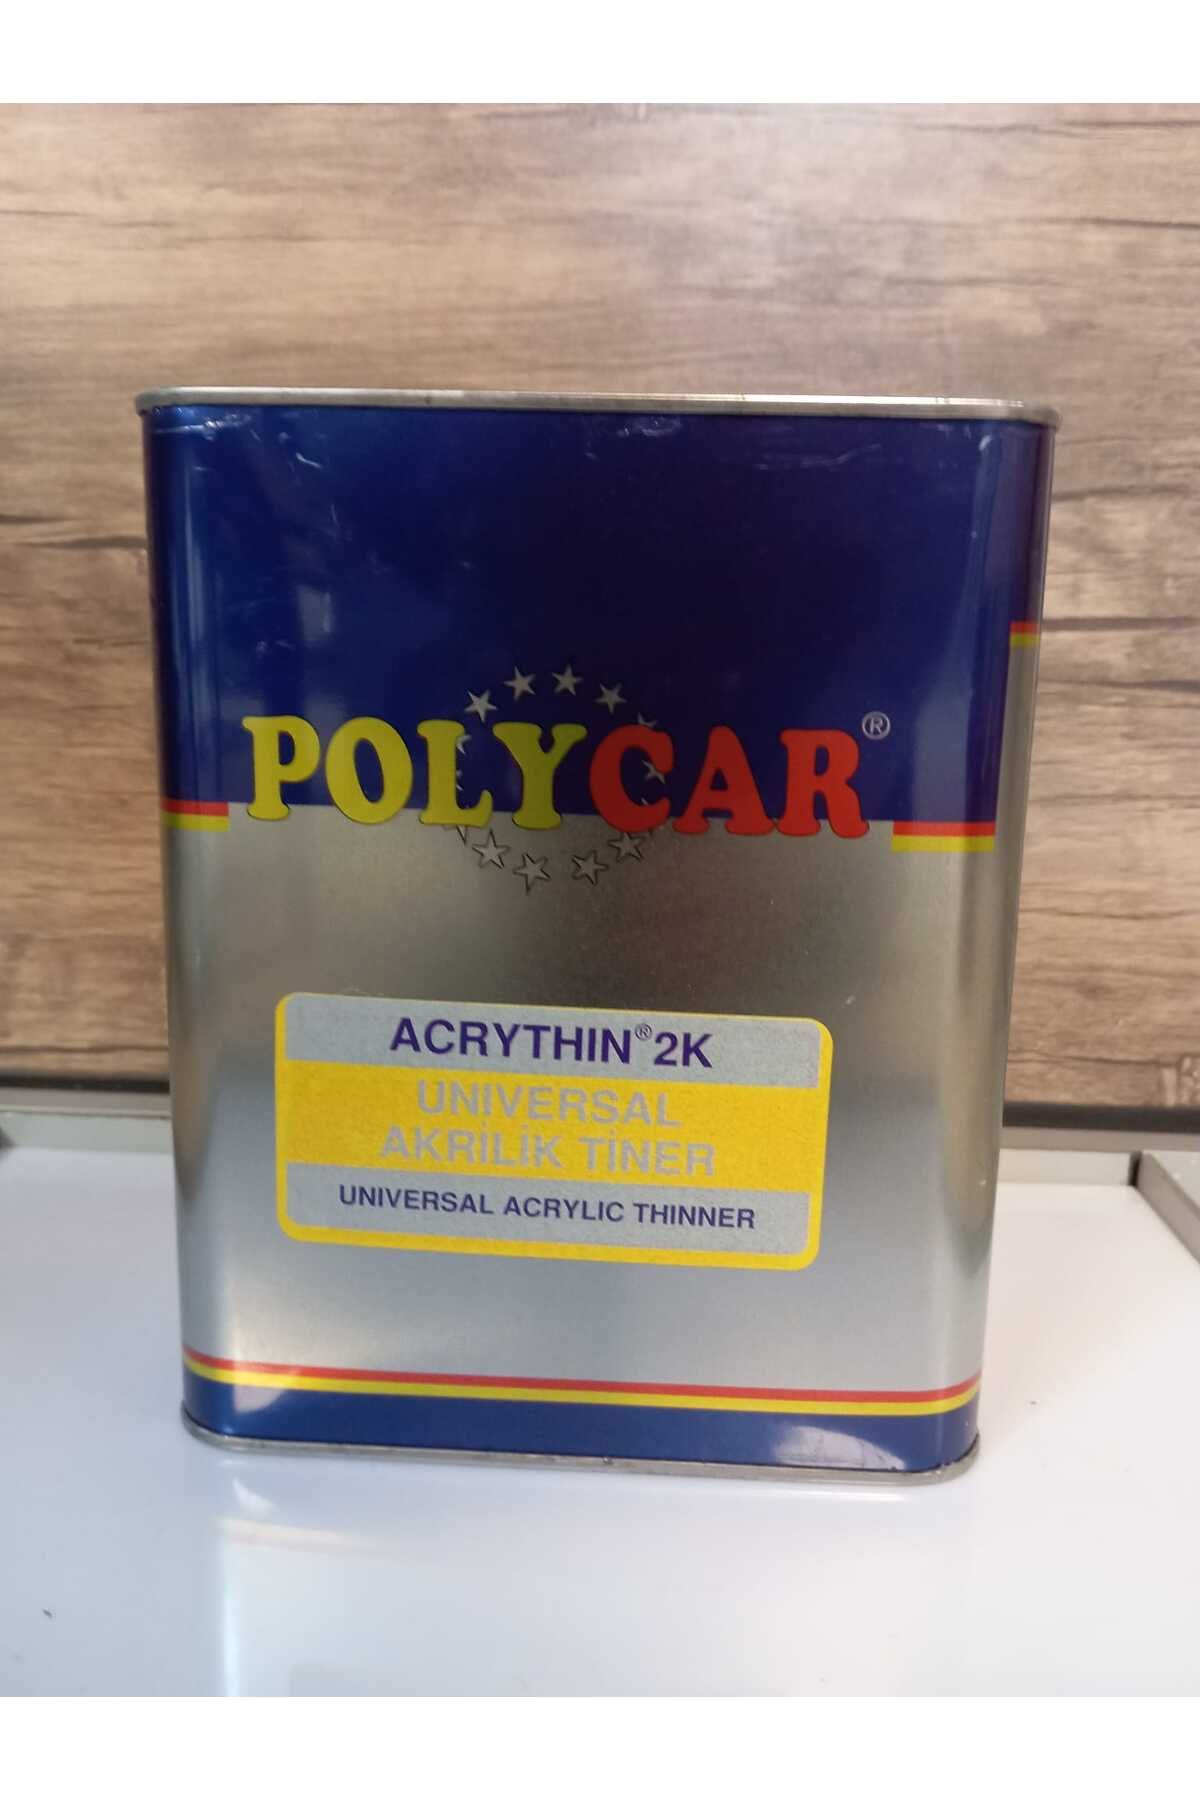 POLYCAR®
ACRYTHIN® 2K
UNIVERSAL
AKRİLİK TİNER
UNIVERSAL ACRYLIC THINNER